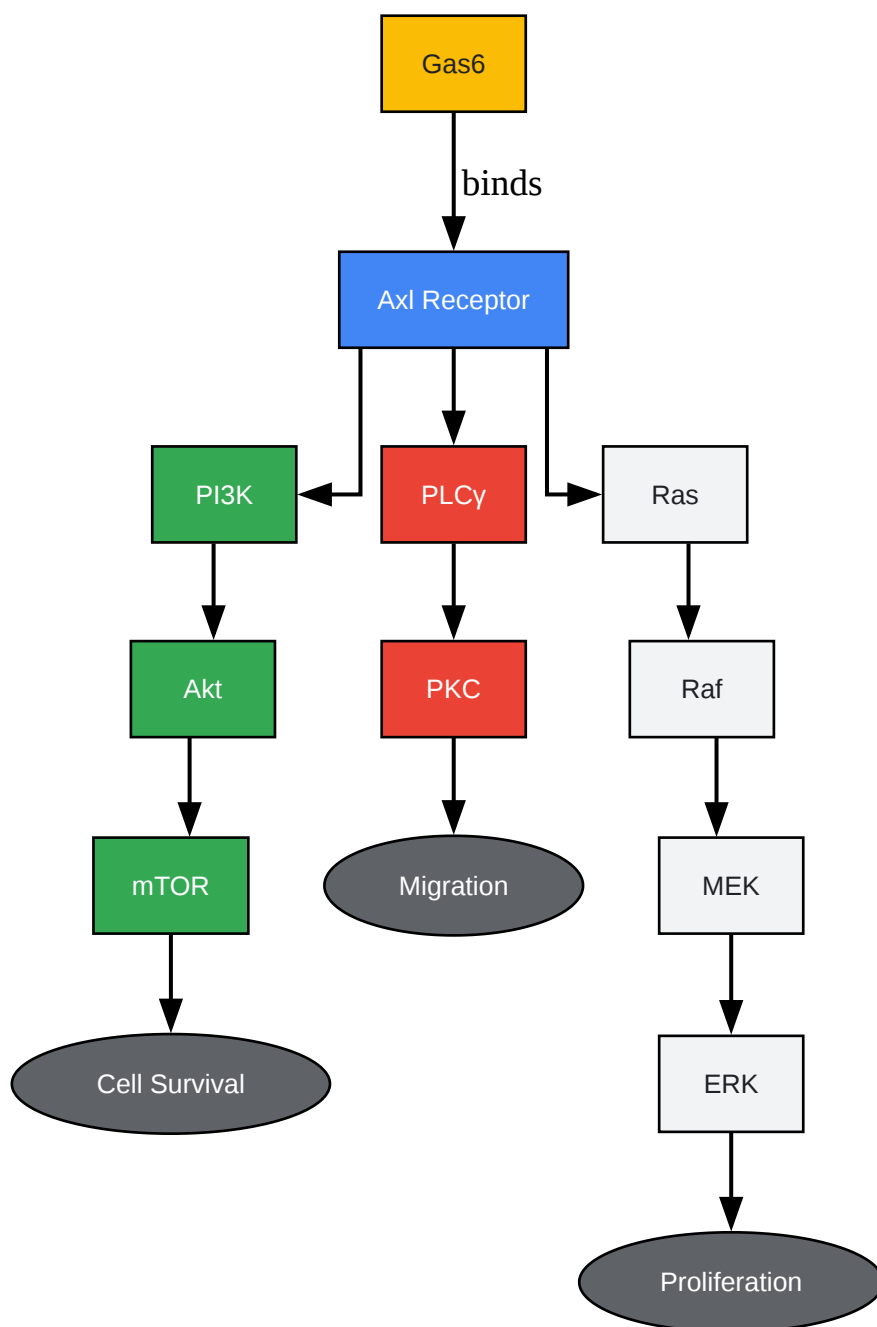 Gas6
binds
Axl Receptor
PI3K
PLCγ
Ras
Akt
PKC
Raf
mTOR
Migration
MEK
Cell Survival
ERK
Proliferation